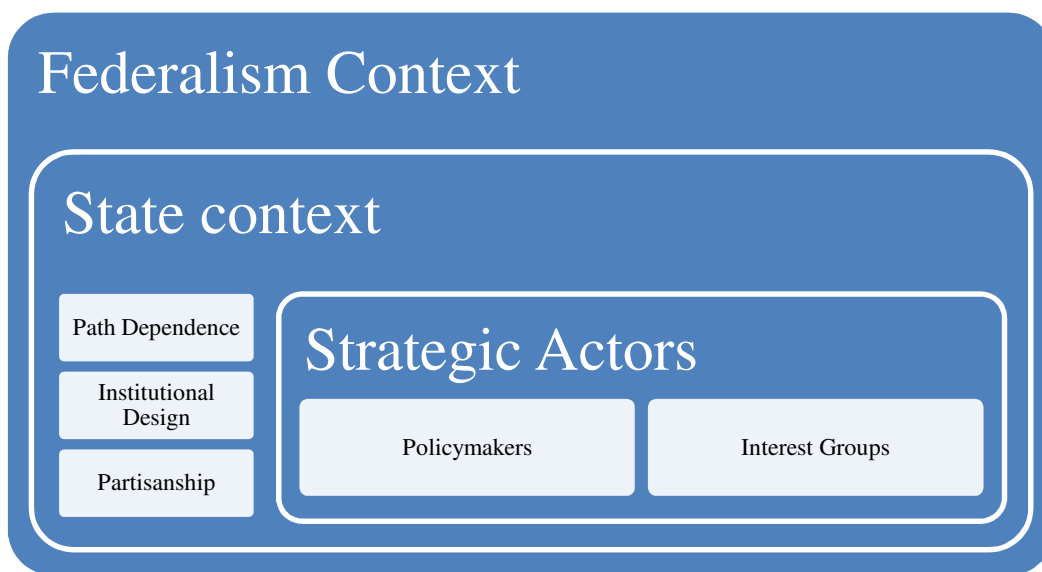 Federalism Context
State context
Path Dependence
Institutional
Design
Partisanship
Strategic Actors
Policymakers
Interest Groups